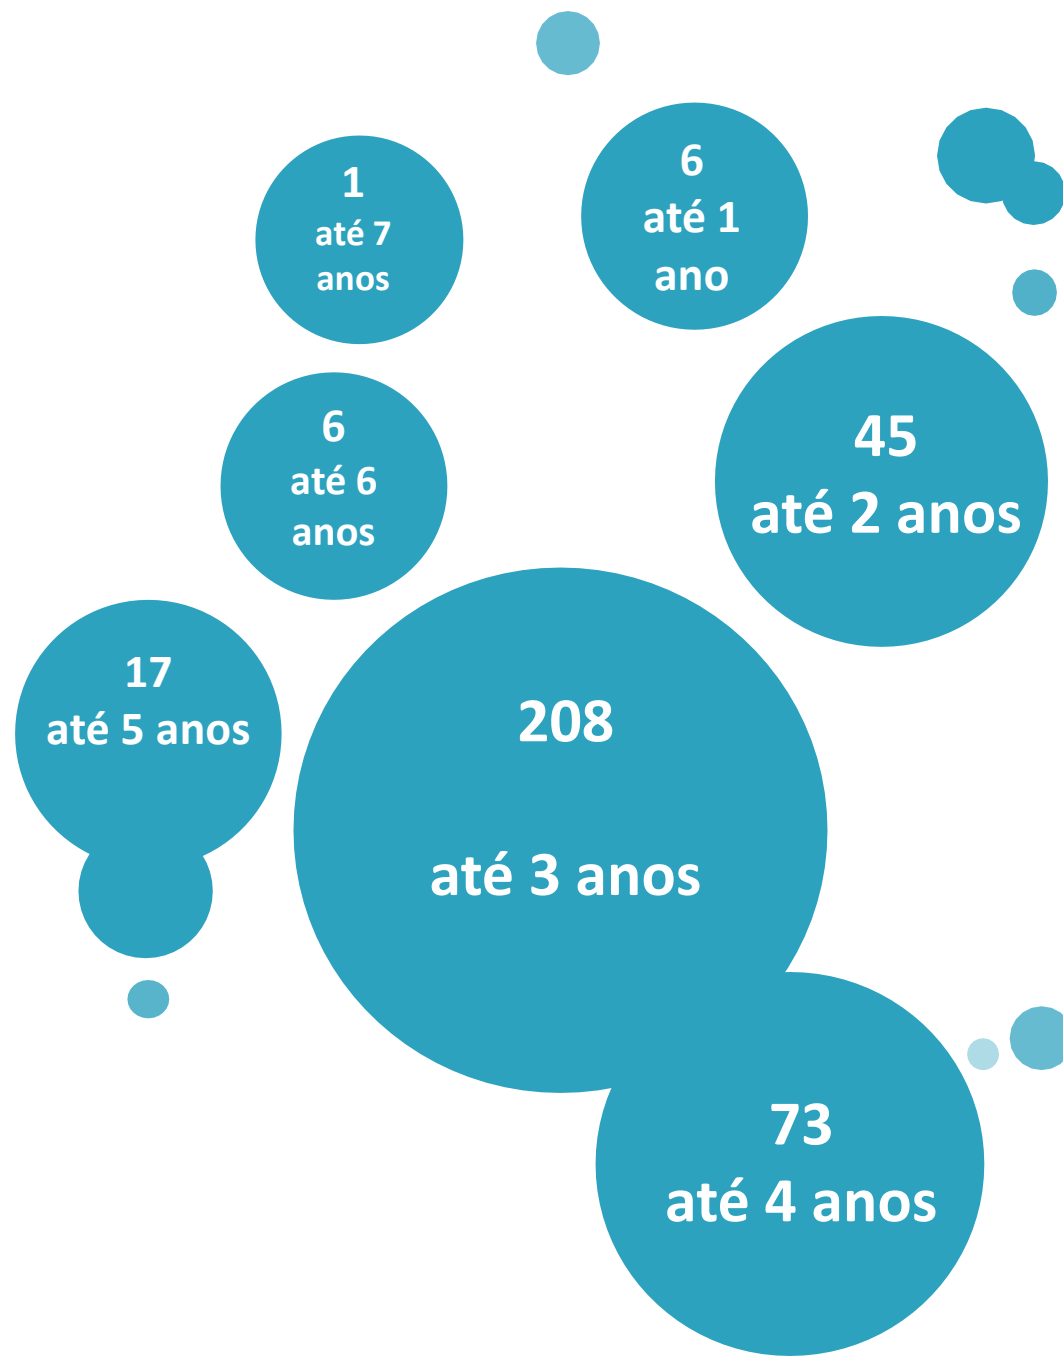 6
até 1
ano
1
até 7
anos
6
até 6
anos
45
até 2 anos
17
até 5 anos
208
até 3 anos
73
até 4 anos